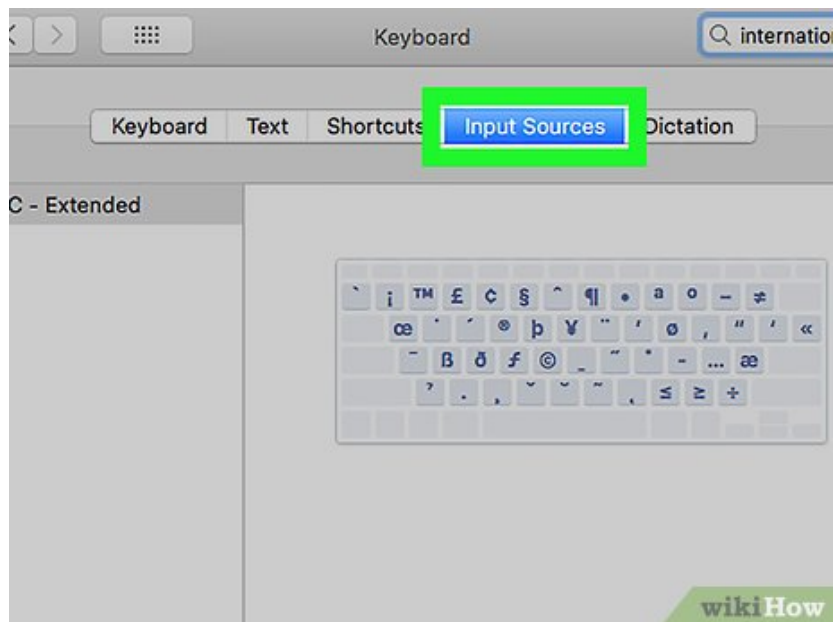 Keyboard
internatio
Keyboard Text Shortcuts Input Sources Dictation
C - Extended
` ¡ ™ £ ¢ § ˆ ¶ • ª º – ≠
œ ˙ ´ ® þ ¥ ¨ ʼ ø , " ʼ «
¯ ß ð ƒ © _ ˝ ˚ - … æ
ʼ . ¸ ˇ ˘ ˜ ˛ ≤ ≥ ÷
wikiHow